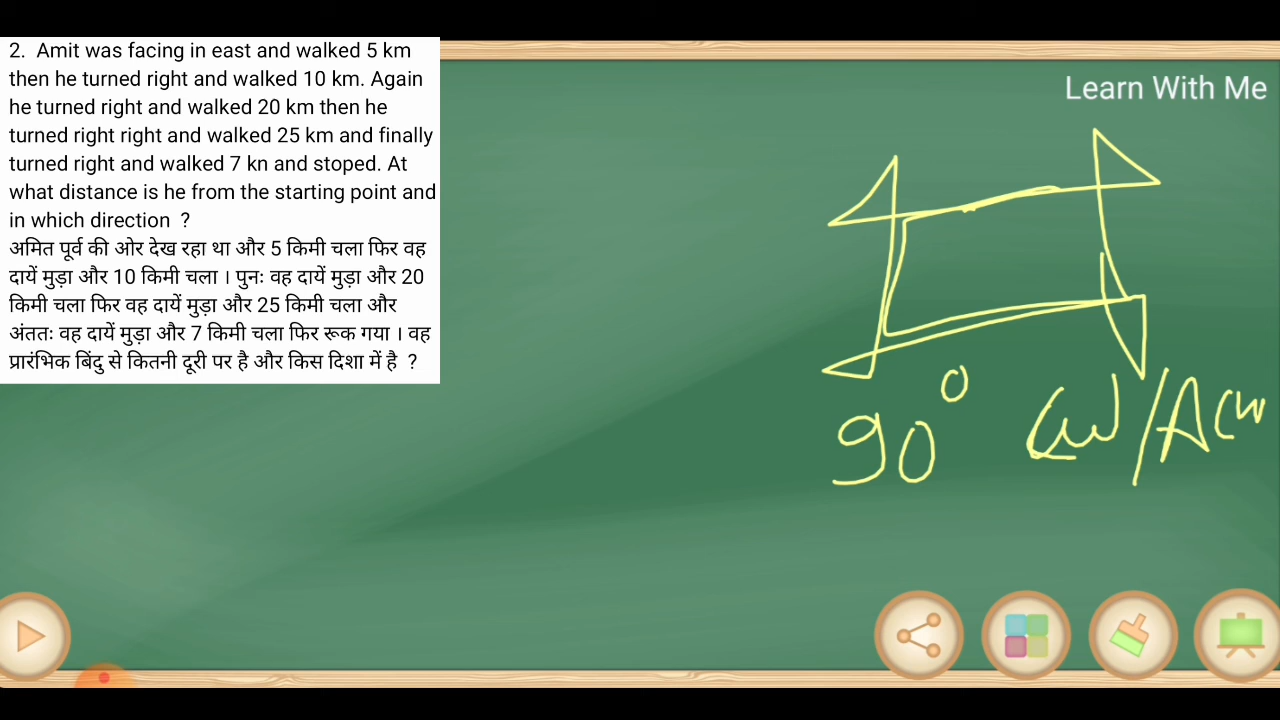 2. Amit was facing in east and walked 5 km
then he turned right and walked 10 km. Again
he turned right and walked 20 km then he
turned right right and walked 25 km and finally
turned right and walked 7 kn and stoped. At
what distance is he from the starting point and
in which direction ?
अमित पूर्व की ओर देख रहा था और 5 किमी चला फिर वह
दायें मुड़ा और 10 किमी चला । पुनः वह दायें मुड़ा और 20
किमी चला फिर वह दायें मुड़ा और 25 किमी चला और
अंततः वह दायें मुड़ा और 7 किमी चला फिर रूक गया । वह
प्रारंभिक बिंदु से कितनी दूरी पर है और किस दिशा में है ?
Learn With Me
90° CW/ACW